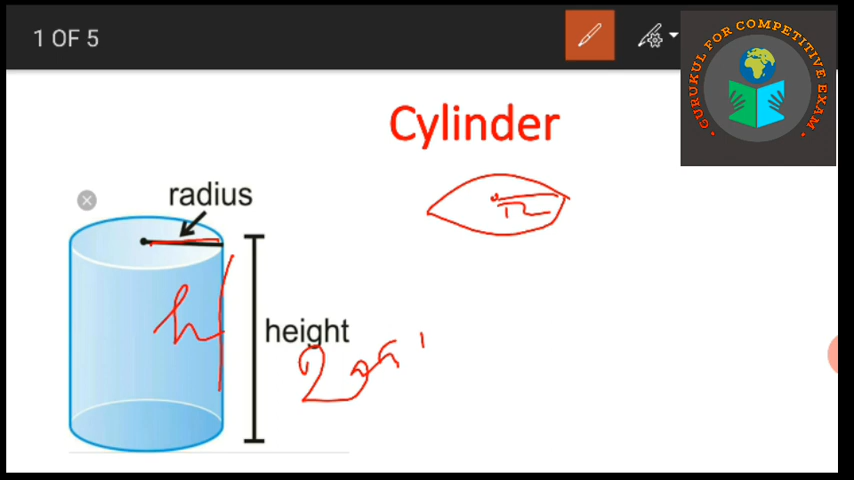 1 OF 5
GURUKUL FOR COMPETITIVE EXAM
Cylinder
radius
r
h
height